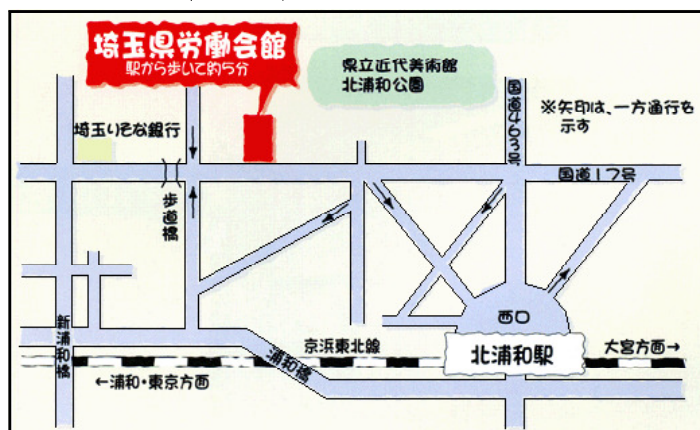 埼玉県労働会館
駅から歩いて約5分
県立近代美術館
北浦和公園
国道463号
※矢印は、一方通行を
示す
埼玉りそな銀行
国道17号
歩道橋
新浦和橋
西口
京浜東北線
北浦和駅
大宮方面→
浦和橋
←浦和・東京方面